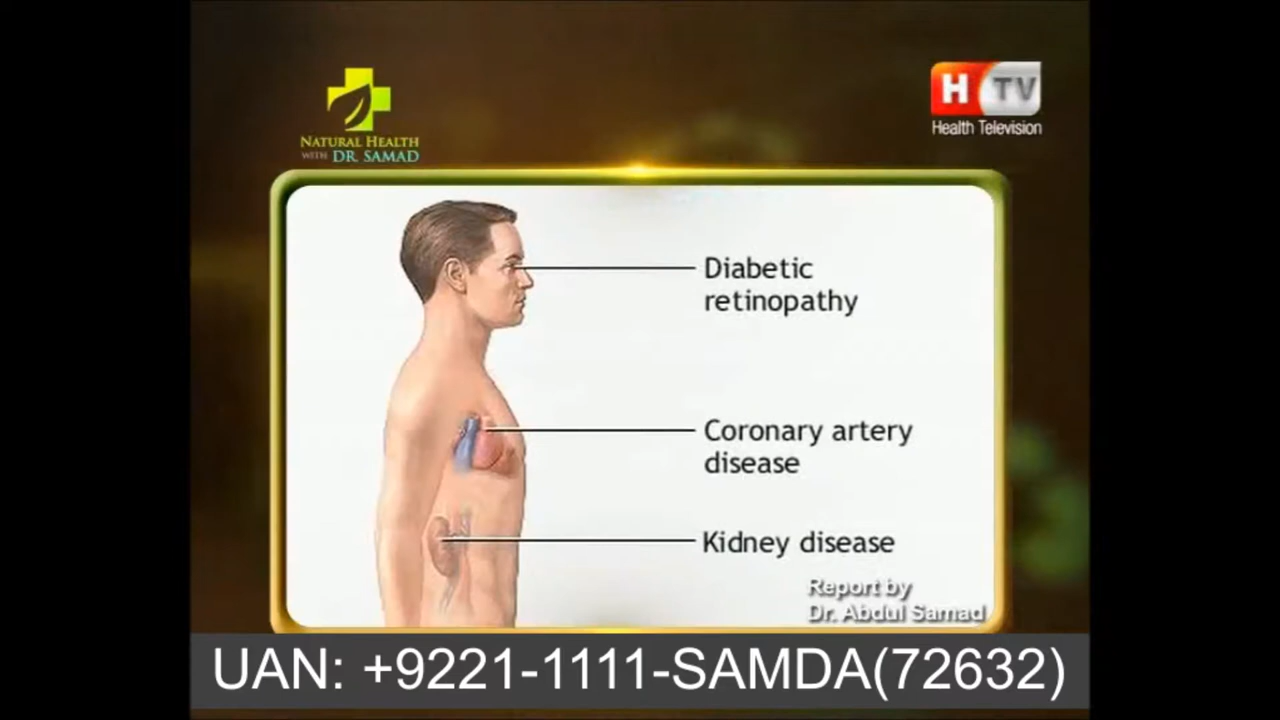 NATURAL HEALTH
WITH DR. SAMAD
H TV
Health Television
Diabetic
retinopathy
Coronary artery
disease
Kidney disease
Report by
Dr. Abdul Samad
UAN: +9221-1111-SAMDA(72632)